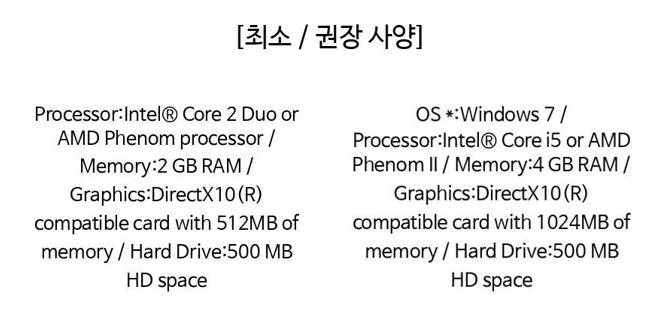 [최소 / 권장 사양]
Processor:Intel® Core 2 Duo or
AMD Phenom processor /
Memory:2 GB RAM /
Graphics:DirectX10(R)
compatible card with 512MB of
memory / Hard Drive:500 MB
HD space
OS *:Windows 7 /
Processor:Intel® Core i5 or AMD
Phenom II / Memory:4 GB RAM /
Graphics:DirectX10(R)
compatible card with 1024MB of
memory / Hard Drive:500 MB
HD space